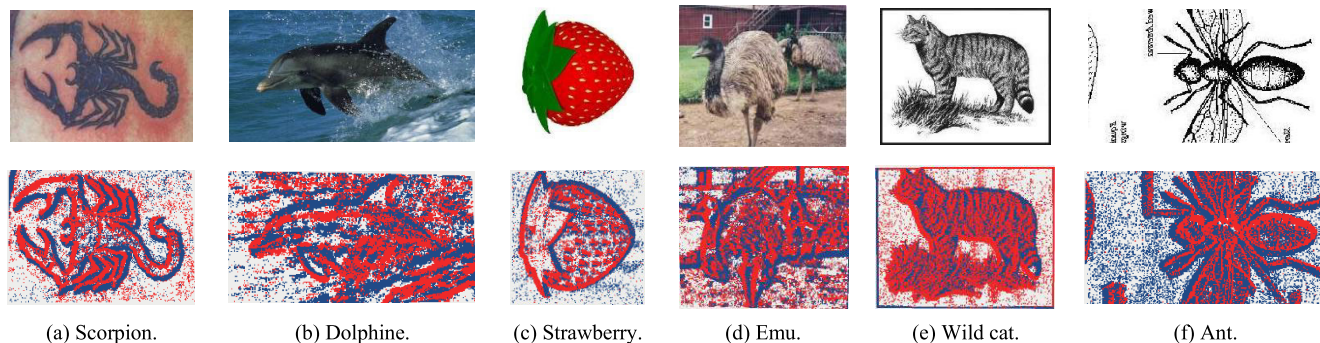 (a) Scorpion.
(b) Dolphine.
(c) Strawberry.
(d) Emu.
(e) Wild cat.
(f) Ant.